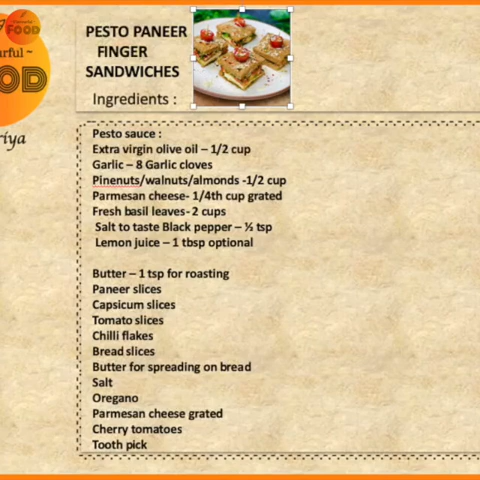 FOOD
rful ~
OD
riya
PESTO PANEER
FINGER
SANDWICHES
Ingredients :
Pesto sauce :
Extra virgin olive oil – 1/2 cup
Garlic – 8 Garlic cloves
Pinenuts/walnuts/almonds -1/2 cup
Parmesan cheese- 1/4th cup grated
Fresh basil leaves- 2 cups
Salt to taste Black pepper – ½ tsp
Lemon juice – 1 tbsp optional
Butter – 1 tsp for roasting
Paneer slices
Capsicum slices
Tomato slices
Chilli flakes
Bread slices
Butter for spreading on bread
Salt
Oregano
Parmesan cheese grated
Cherry tomatoes
Tooth pick